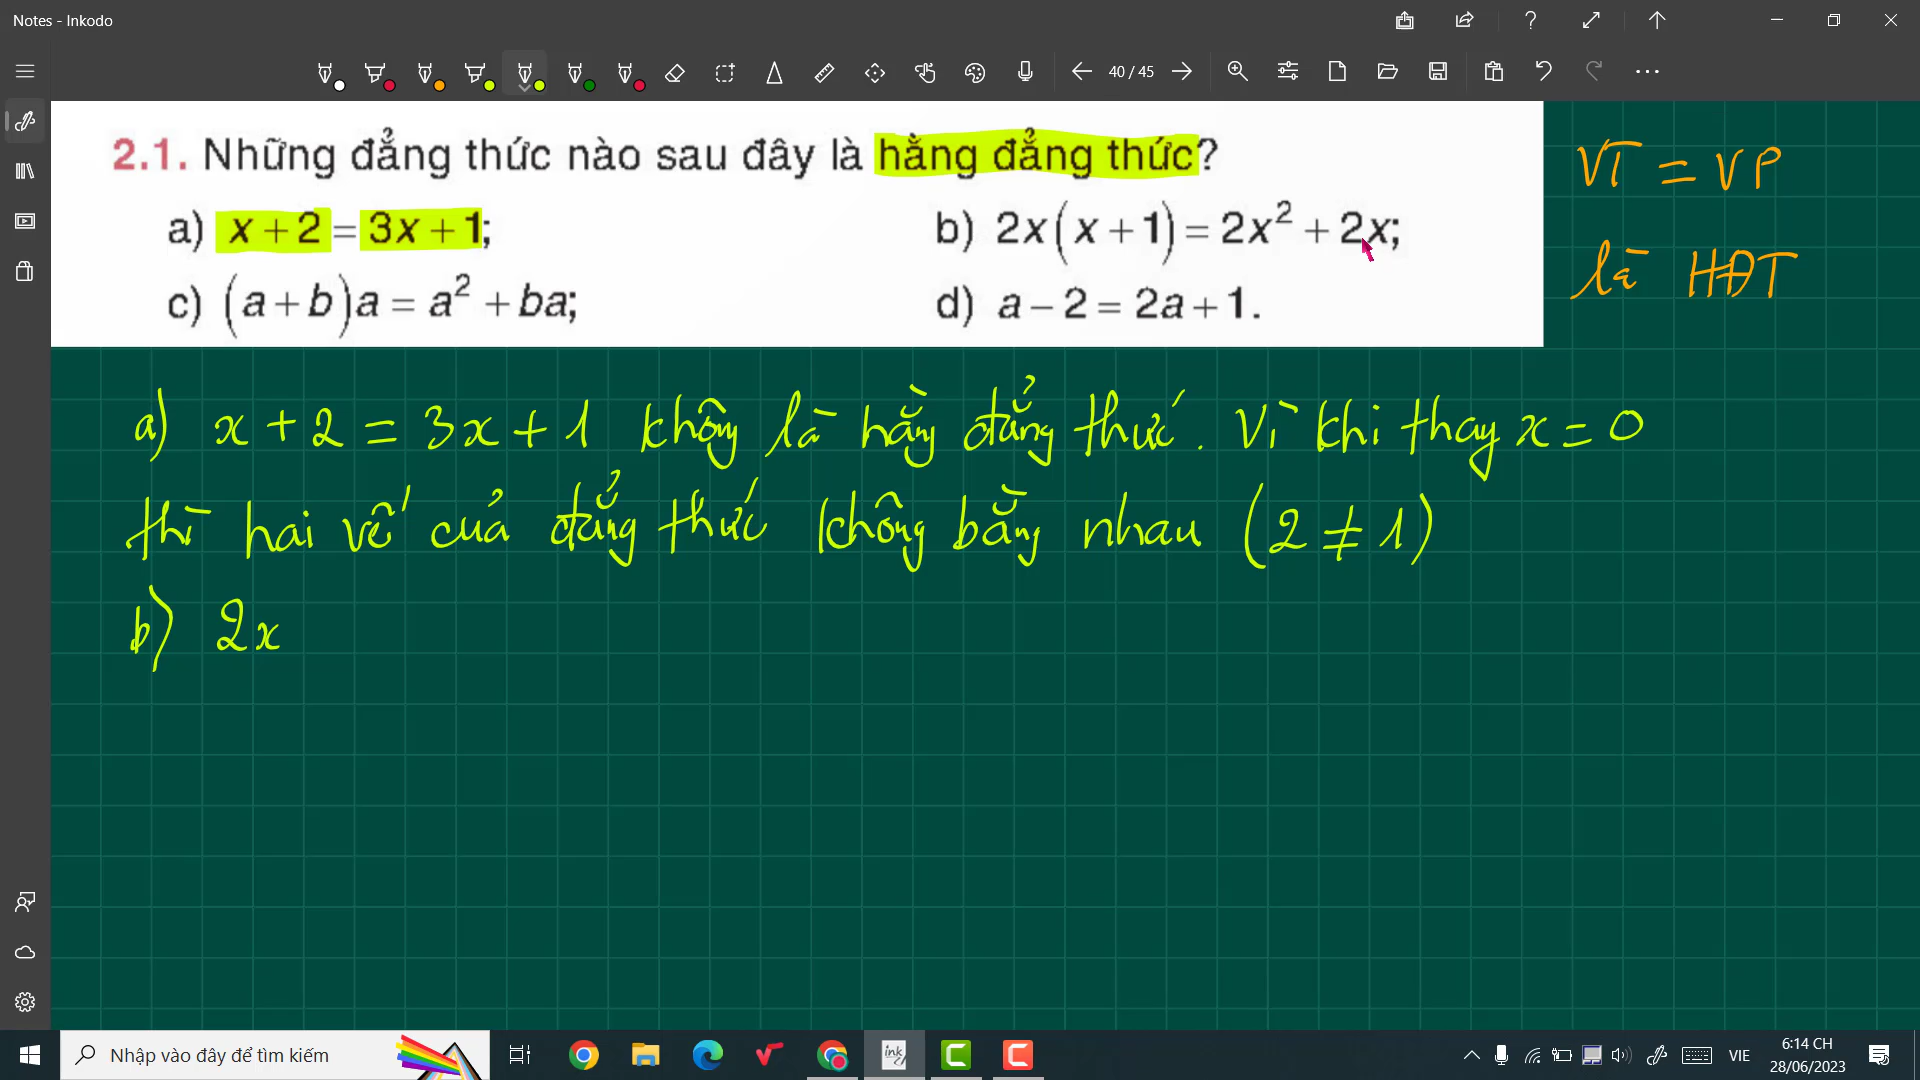 Notes - Inkodo
40 / 45
2.1. Những đẳng thức nào sau đây là hằng đẳng thức?
a) x + 2 = 3x + 1;
b) 2x(x + 1) = 2x² + 2x;
c) (a + b)a = a² + ba;
d) a − 2 = 2a + 1.
VT = VP
là HĐT
a) x + 2 = 3x + 1 không là hằng đẳng thức. Vì khi thay x = 0
thì hai vế của đẳng thức không bằng nhau (2 ≠ 1)
b) 2x
Nhập vào đây để tìm kiếm
ink
VIE
6:14 CH
28/06/2023